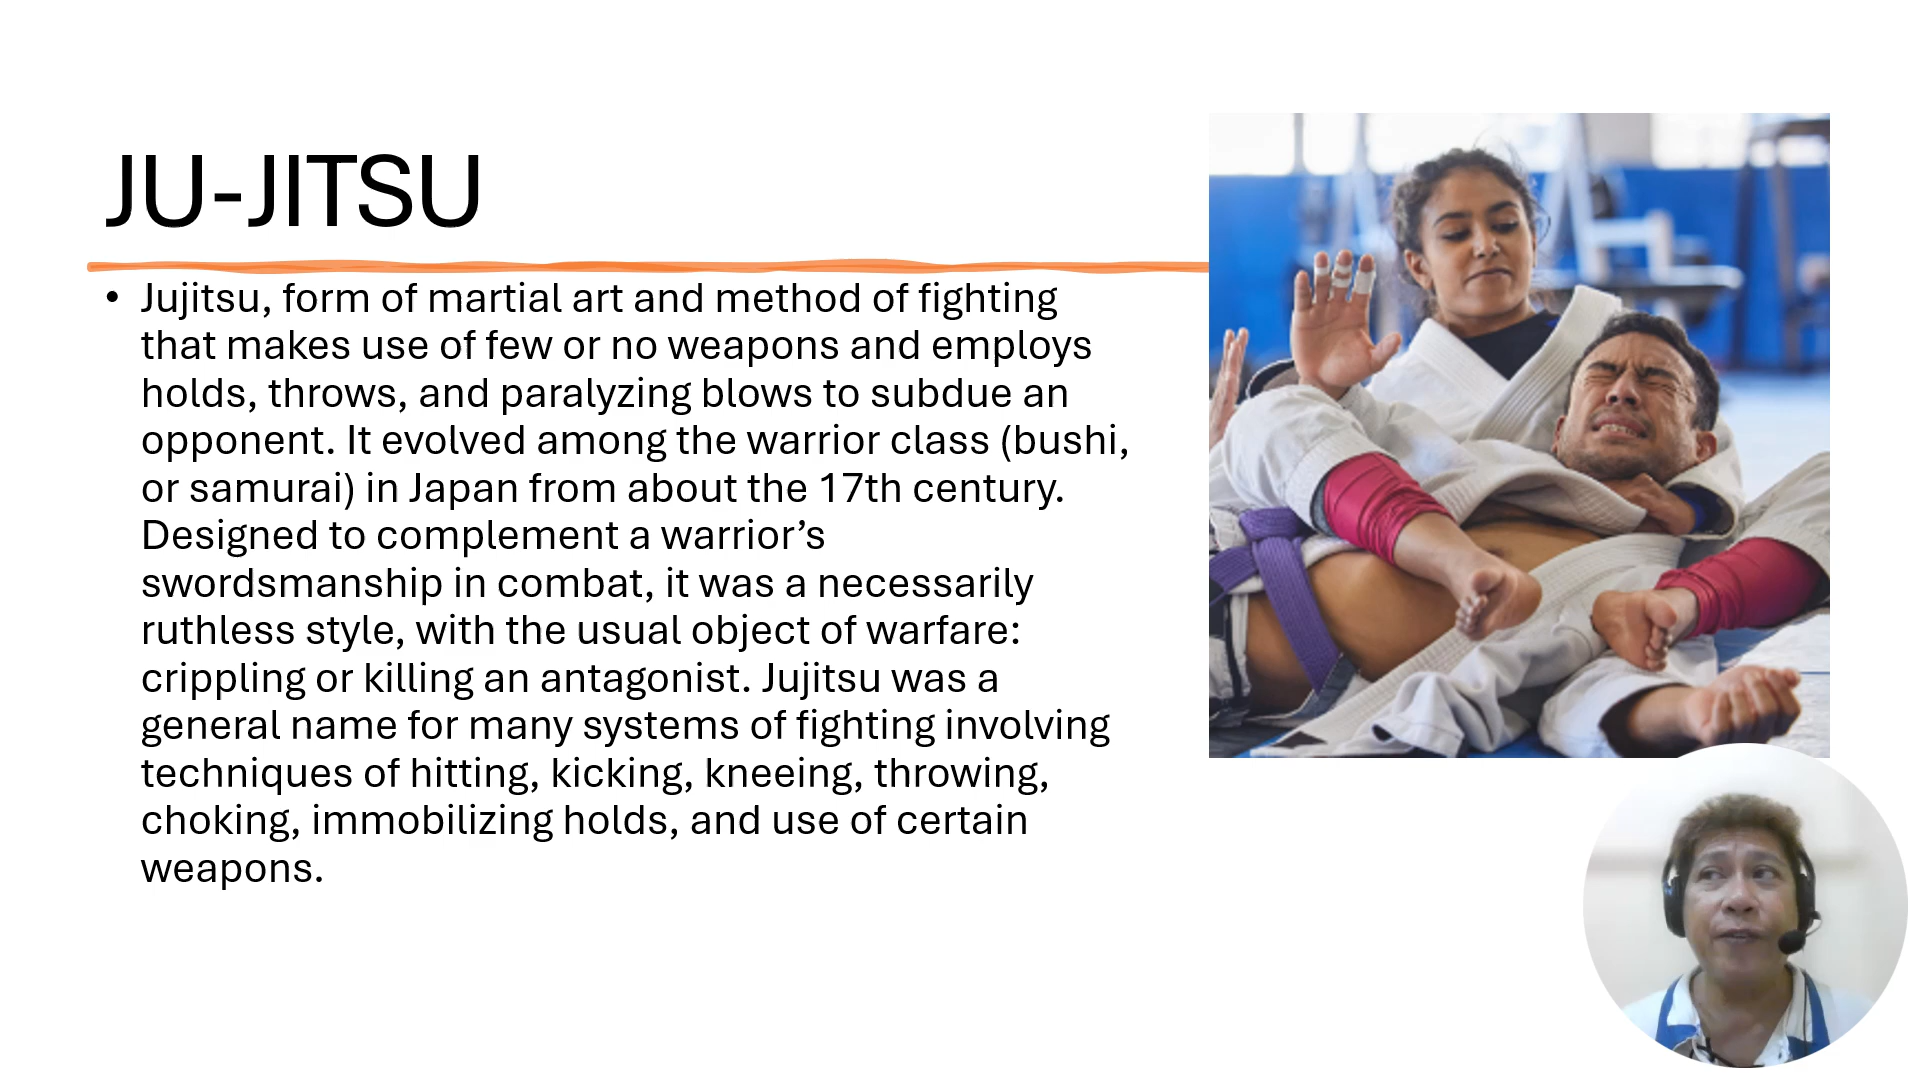 JU-JITSU
• Jujitsu, form of martial art and method of fighting
that makes use of few or no weapons and employs
holds, throws, and paralyzing blows to subdue an
opponent. It evolved among the warrior class (bushi,
or samurai) in Japan from about the 17th century.
Designed to complement a warrior’s
swordsmanship in combat, it was a necessarily
ruthless style, with the usual object of warfare:
crippling or killing an antagonist. Jujitsu was a
general name for many systems of fighting involving
techniques of hitting, kicking, kneeing, throwing,
choking, immobilizing holds, and use of certain
weapons.